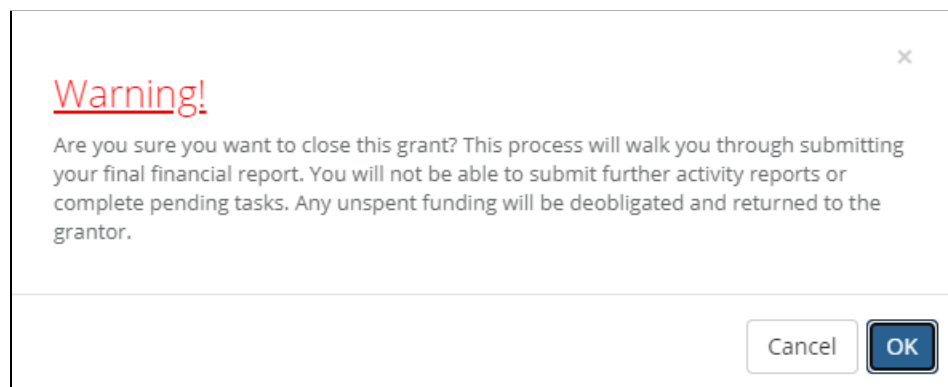 ×
Warning!
Are you sure you want to close this grant? This process will walk you through submitting
your final financial report. You will not be able to submit further activity reports or
complete pending tasks. Any unspent funding will be deobligated and returned to the
grantor.
Cancel OK